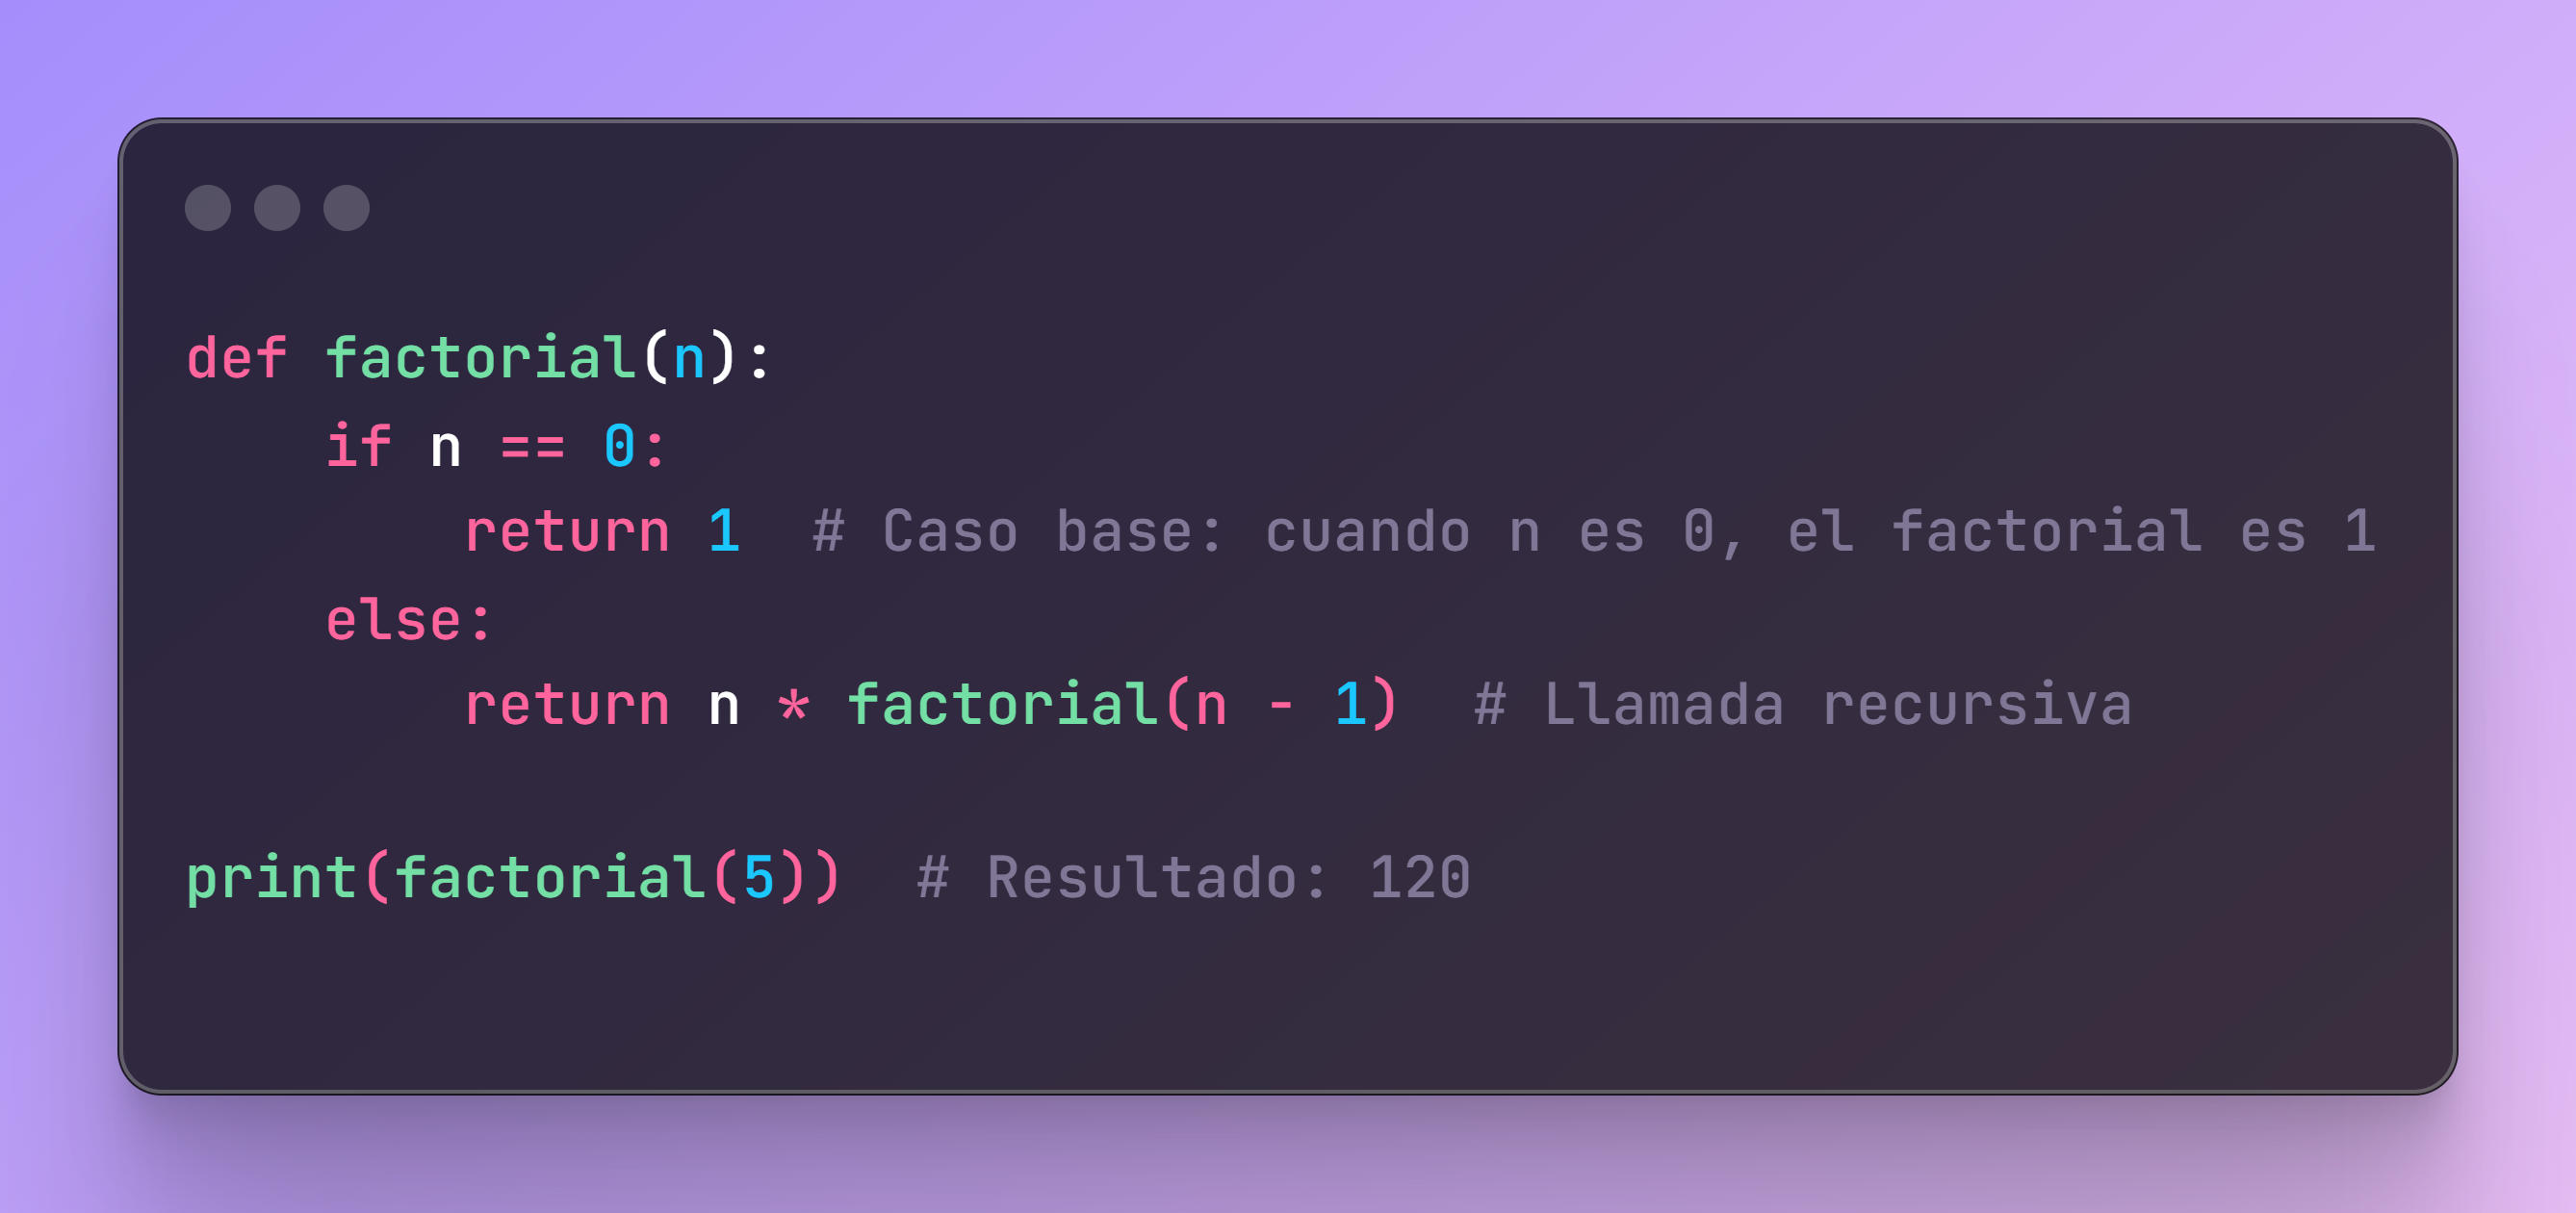 def factorial(n):
    if n == 0:
        return 1  # Caso base: cuando n es 0, el factorial es 1
    else:
        return n * factorial(n - 1)  # Llamada recursiva

print(factorial(5))  # Resultado: 120